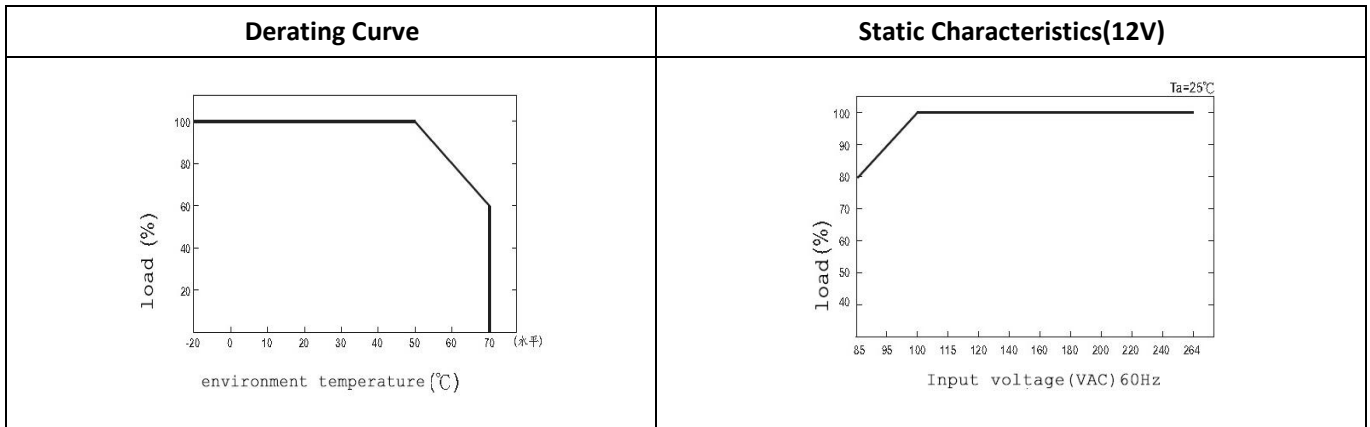 Derating Curve
Static Characteristics(12V)
100
80
60
40
20
load (%)
-20 0 10 20 30 40 50 60 70 (水平)
environment temperature(℃)
Ta=25℃
100
90
80
70
60
50
40
load(%)
85 95 100 115 120 140 160 180 200 220 240 264
Input voltage(VAC)60Hz